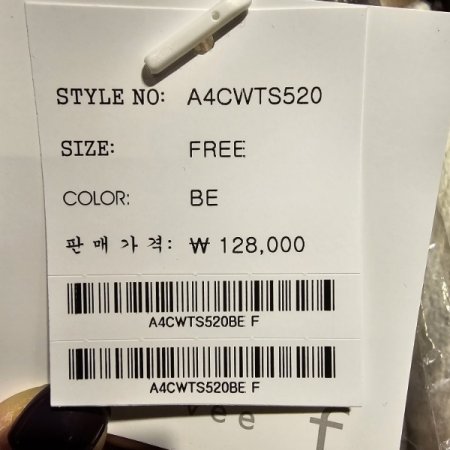 STYLE NO: A4CWTS520
SIZE: FREE
COLOR: BE
판매가격: ₩ 128,000
A4CWTS520BE F
A4CWTS520BE F